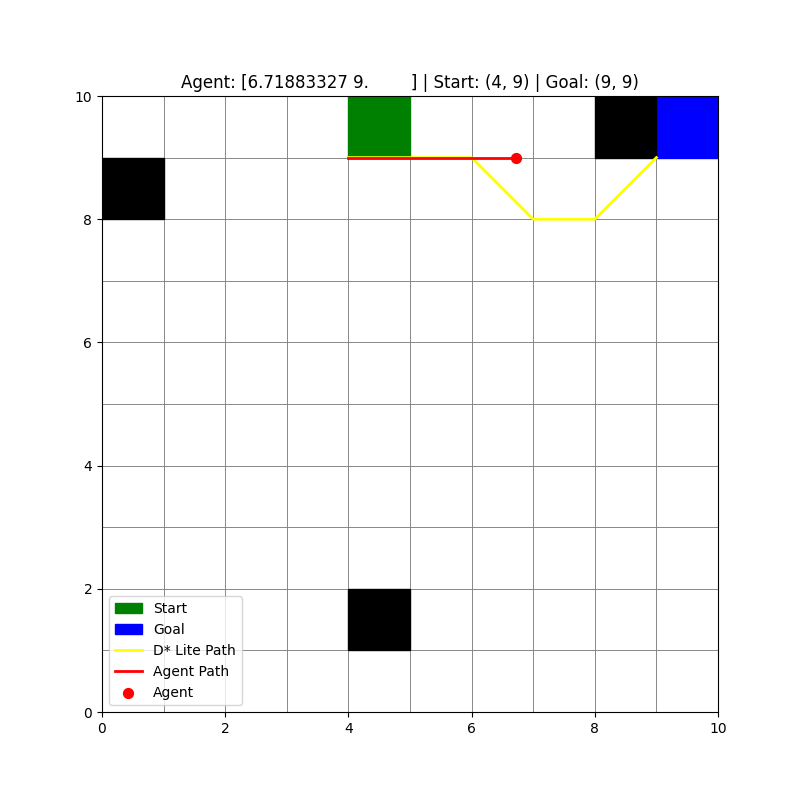 Agent: [6.71883327 9.        ] | Start: (4, 9) | Goal: (9, 9)
10
8
6
4
2
0
Start
Goal
D* Lite Path
Agent Path
Agent
0 2 4 6 8 10